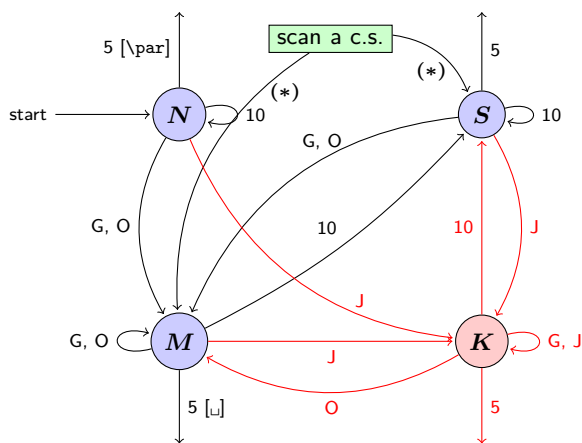 5 [\par]
scan a c.s.
5
(*)
(*)
start
N
10
S
10
G, O
G, O
10
10
J
J
G, O
M
J
K
G, J
O
5 [␣]
5